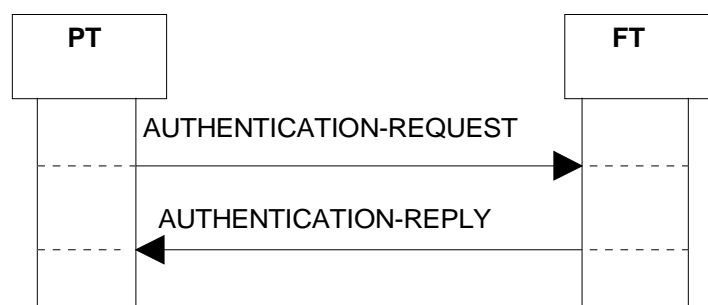 PT
FT
AUTHENTICATION-REQUEST
AUTHENTICATION-REPLY